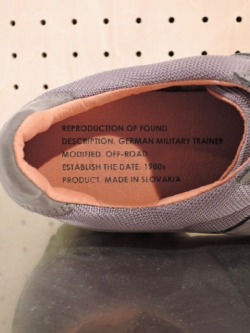 REPRODUCTION OF FOUND
DESCRIPTION. GERMAN MILITARY TRAINER
MODIFIED. OFF-ROAD
ESTABLISH THE DATE. 1980s
PRODUCT. MADE IN SLOVAKIA